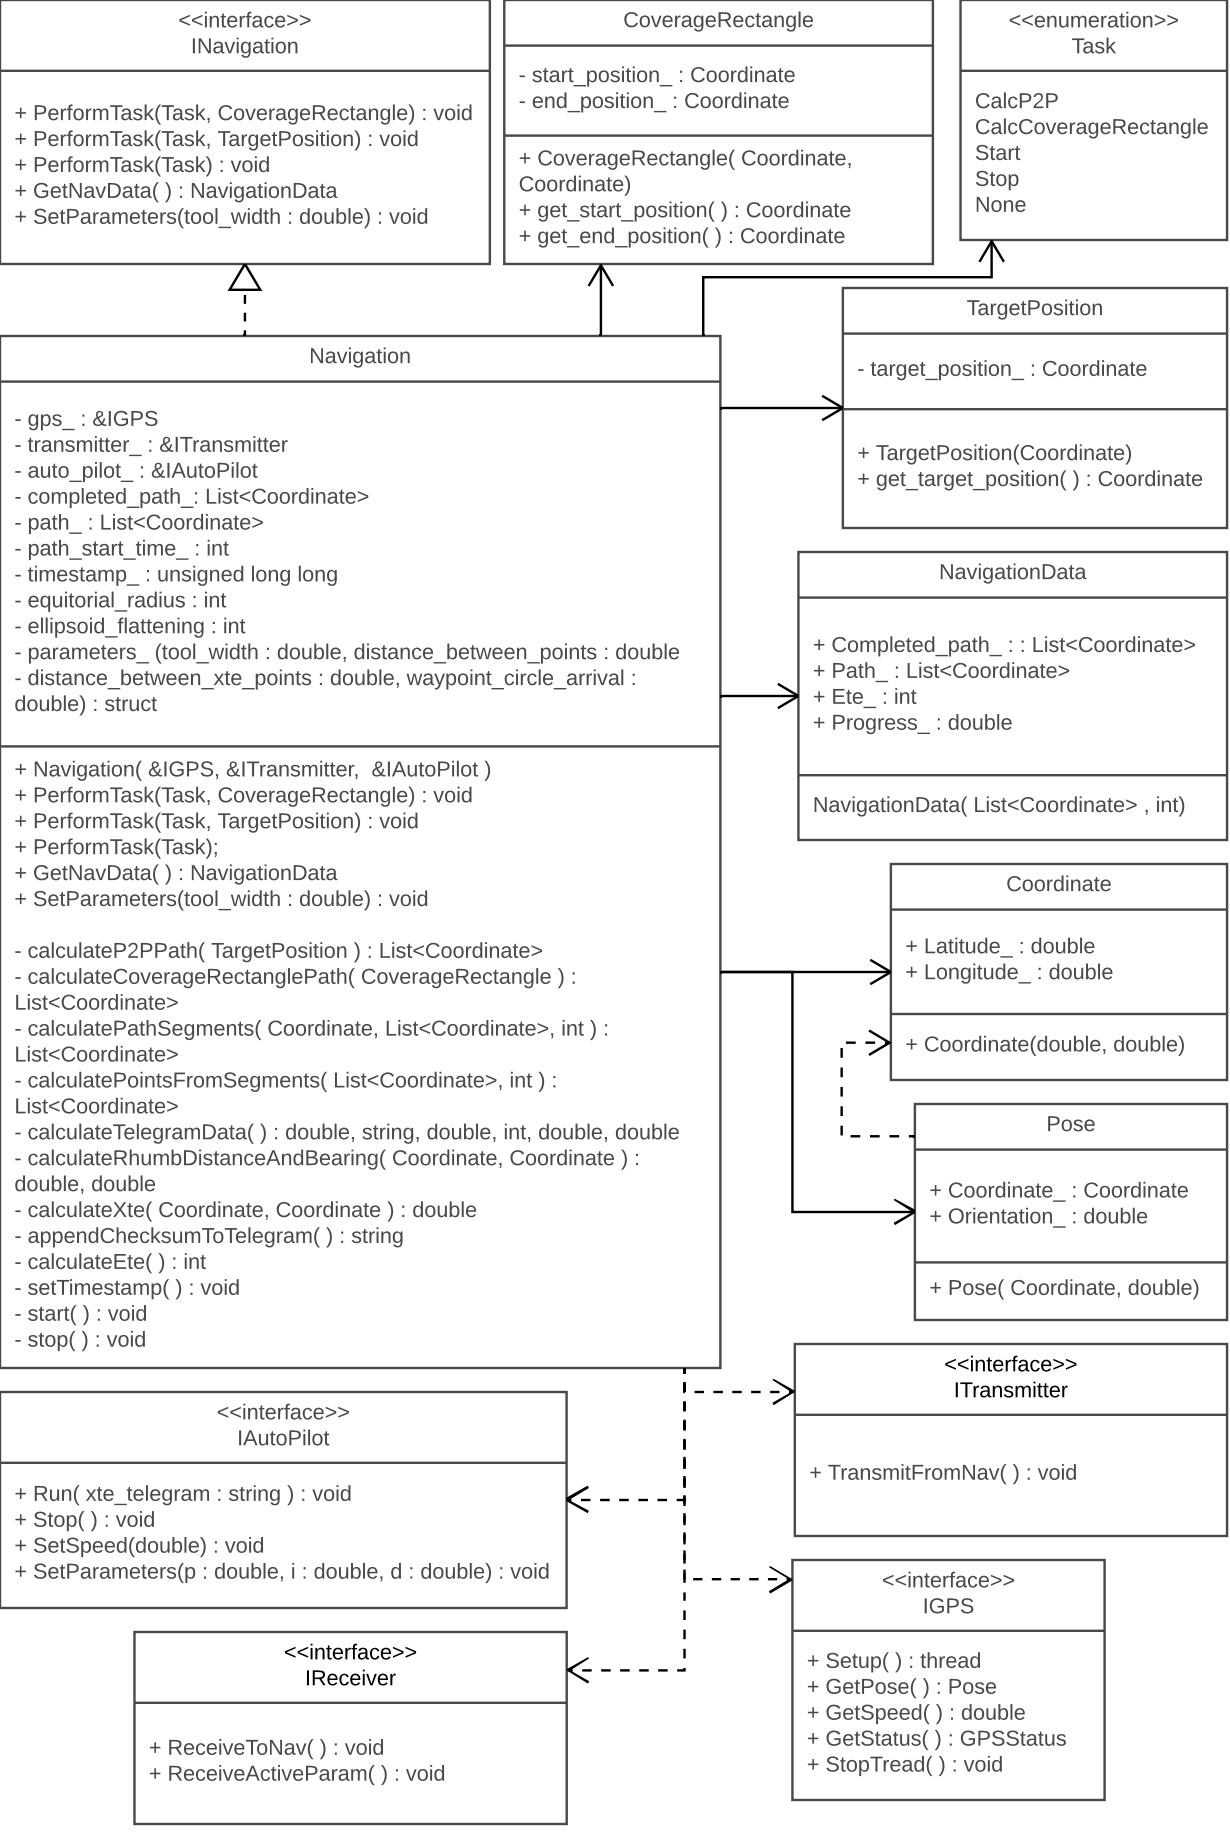 <<interface>>
INavigation
+ PerformTask(Task, CoverageRectangle) : void
+ PerformTask(Task, TargetPosition) : void
+ PerformTask(Task) : void
+ GetNavData( ) : NavigationData
+ SetParameters(tool_width : double) : void
CoverageRectangle
- start_position_ : Coordinate
- end_position_ : Coordinate
+ CoverageRectangle( Coordinate,
Coordinate)
+ get_start_position( ) : Coordinate
+ get_end_position( ) : Coordinate
<<enumeration>>
Task
CalcP2P
CalcCoverageRectangle
Start
Stop
None
TargetPosition
- target_position_ : Coordinate
+ TargetPosition(Coordinate)
+ get_target_position( ) : Coordinate
Navigation
- gps_ : &IGPS
- transmitter_ : &ITransmitter
- auto_pilot_ : &IAutoPilot
- completed_path_: List<Coordinate>
- path_ : List<Coordinate>
- path_start_time_ : int
- timestamp_ : unsigned long long
- equitorial_radius : int
- ellipsoid_flattening : int
- parameters_ (tool_width : double, distance_between_points : double
- distance_between_xte_points : double, waypoint_circle_arrival :
double) : struct
+ Navigation( &IGPS, &ITransmitter,  &IAutoPilot )
+ PerformTask(Task, CoverageRectangle) : void
+ PerformTask(Task, TargetPosition) : void
+ PerformTask(Task);
+ GetNavData( ) : NavigationData
+ SetParameters(tool_width : double) : void
- calculateP2PPath( TargetPosition ) : List<Coordinate>
- calculateCoverageRectanglePath( CoverageRectangle ) :
List<Coordinate>
- calculatePathSegments( Coordinate, List<Coordinate>, int ) :
List<Coordinate>
- calculatePointsFromSegments( List<Coordinate>, int ) :
List<Coordinate>
- calculateTelegramData( ) : double, string, double, int, double, double
- calculateRhumbDistanceAndBearing( Coordinate, Coordinate ) :
double, double
- calculateXte( Coordinate, Coordinate ) : double
- appendChecksumToTelegram( ) : string
- calculateEte( ) : int
- setTimestamp( ) : void
- start( ) : void
- stop( ) : void
NavigationData
+ Completed_path_ : : List<Coordinate>
+ Path_ : List<Coordinate>
+ Ete_ : int
+ Progress_ : double
NavigationData( List<Coordinate> , int)
Coordinate
+ Latitude_ : double
+ Longitude_ : double
+ Coordinate(double, double)
Pose
+ Coordinate_ : Coordinate
+ Orientation_ : double
+ Pose( Coordinate, double)
<<interface>>
ITransmitter
+ TransmitFromNav( ) : void
<<interface>>
IAutoPilot
+ Run( xte_telegram : string ) : void
+ Stop( ) : void
+ SetSpeed(double) : void
+ SetParameters(p : double, i : double, d : double) : void
<<interface>>
IGPS
+ Setup( ) : thread
+ GetPose( ) : Pose
+ GetSpeed( ) : double
+ GetStatus( ) : GPSStatus
+ StopTread( ) : void
<<interface>>
IReceiver
+ ReceiveToNav( ) : void
+ ReceiveActiveParam( ) : void